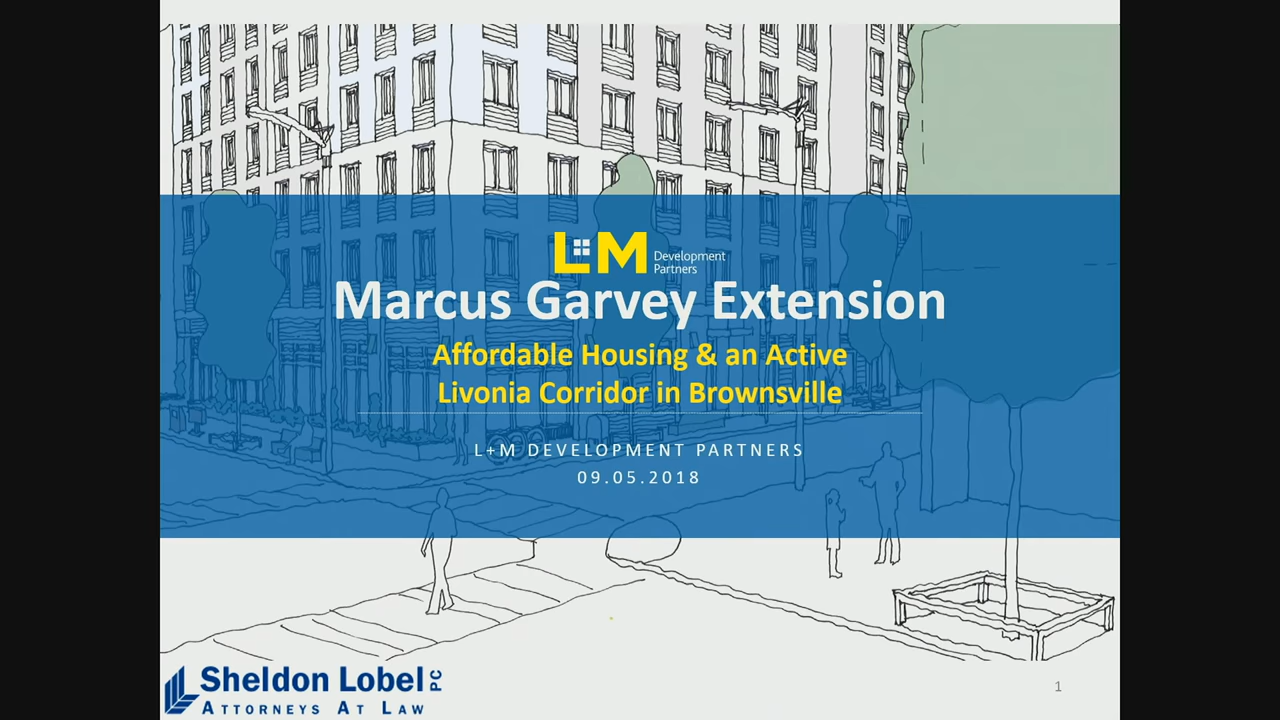 L+M Development
Partners
Marcus Garvey Extension
Affordable Housing & an Active
Livonia Corridor in Brownsville
L+M DEVELOPMENT PARTNERS
09.05.2018
Sheldon Lobel PC
ATTORNEYS AT LAW
1